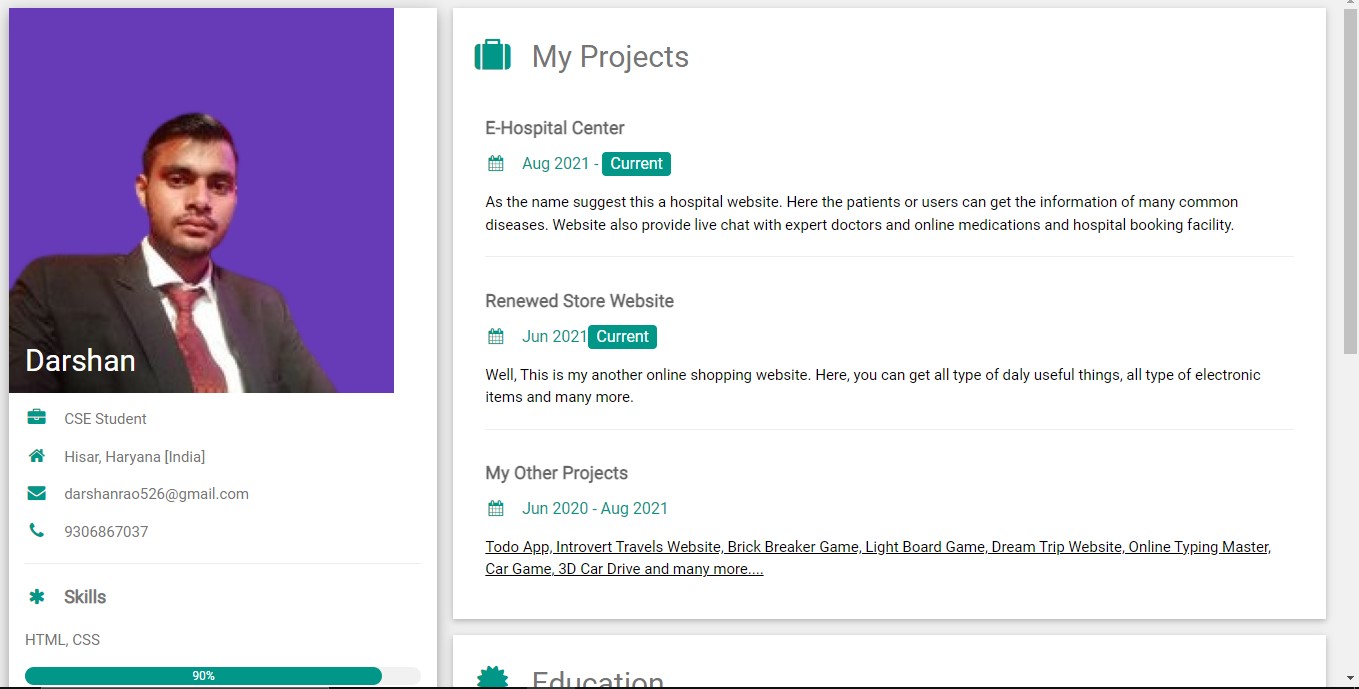 Darshan
CSE Student
Hisar, Haryana [India]
darshanrao526@gmail.com
9306867037
Skills
HTML, CSS
90%
My Projects
E-Hospital Center
Aug 2021 - Current
As the name suggest this a hospital website. Here the patients or users can get the information of many common
diseases. Website also provide live chat with expert doctors and online medications and hospital booking facility.
Renewed Store Website
Jun 2021 Current
Well, This is my another online shopping website. Here, you can get all type of daly useful things, all type of electronic
items and many more.
My Other Projects
Jun 2020 - Aug 2021
Todo App, Introvert Travels Website, Brick Breaker Game, Light Board Game, Dream Trip Website, Online Typing Master,
Car Game, 3D Car Drive and many more....
Education